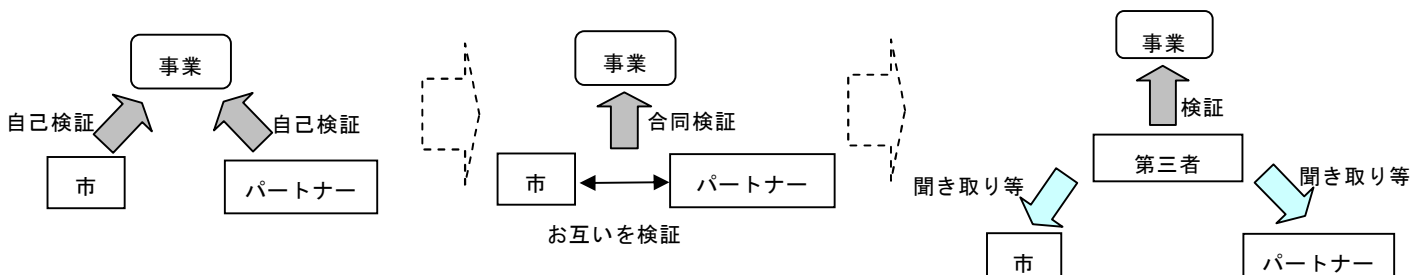 事業
自己検証
自己検証
市
パートナー
事業
合同検証
市
パートナー
お互いを検証
事業
検証
第三者
聞き取り等
聞き取り等
市
パートナー